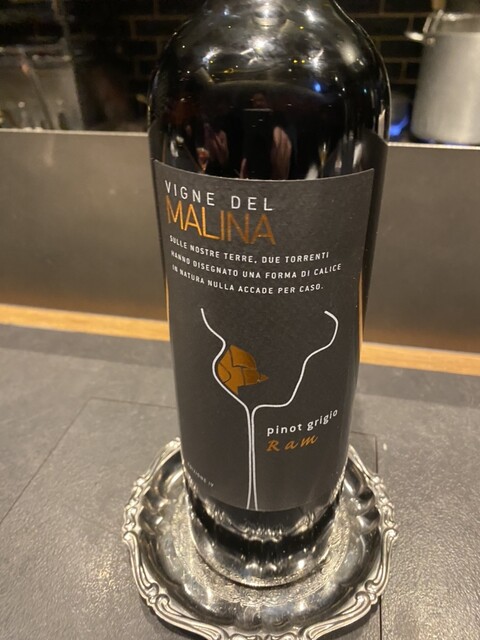 VIGNE DEL
MALINA
SULLE NOSTRE TERRE, DUE TORRENTI
HANNO DISEGNATO UNA FORMA DI CALICE
IN NATURA NULLA ACCADE PER CASO.
pinot grigio
Ram